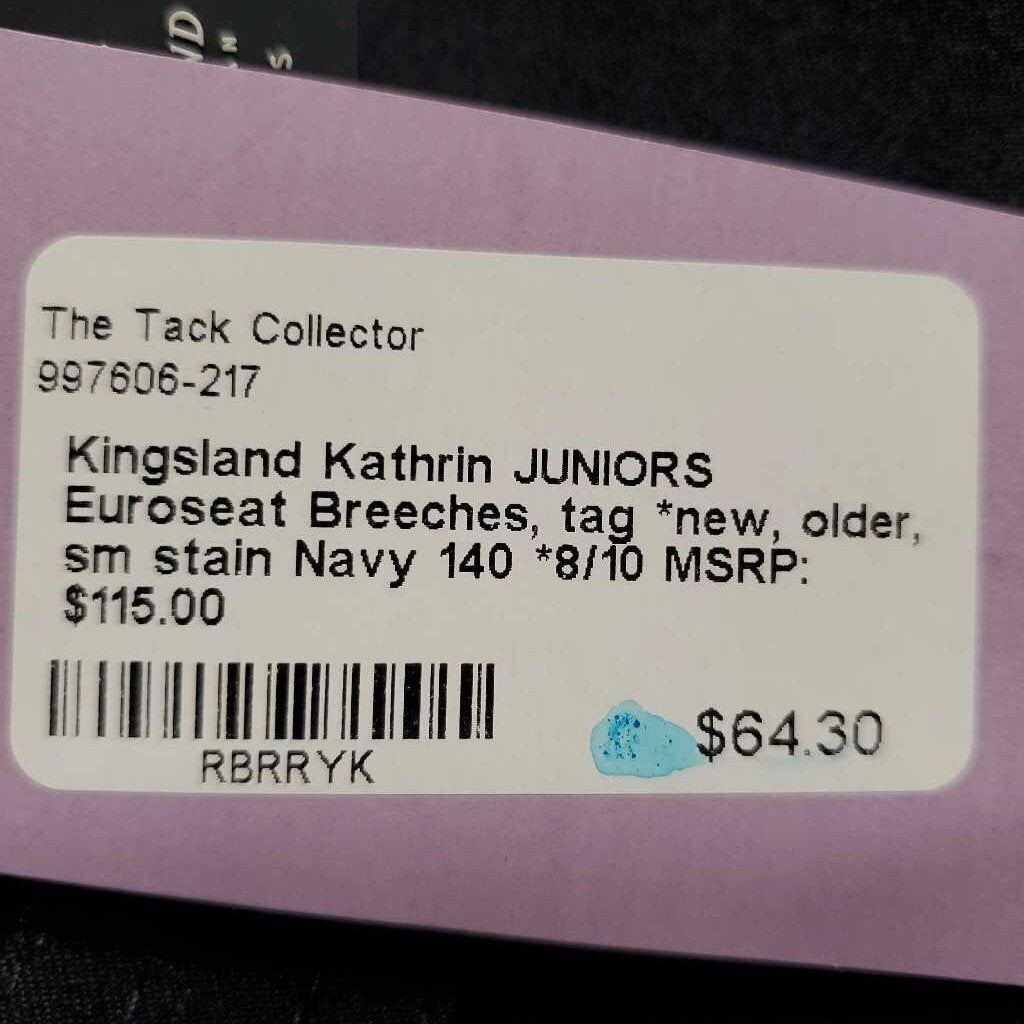 The Tack Collector
997606-217
Kingsland Kathrin JUNIORS
Euroseat Breeches, tag *new, older,
sm stain Navy 140 *8/10 MSRP:
$115.00
RBRRYK
$64.30